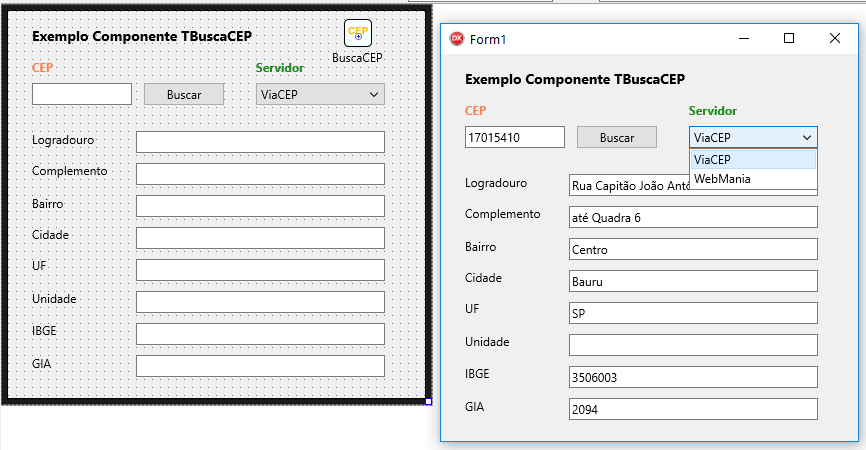 Exemplo Componente TBuscaCEP
CEP
BuscaCEP
CEP
Servidor
Buscar
ViaCEP
Logradouro
Complemento
Bairro
Cidade
UF
Unidade
IBGE
GIA
DX Form1
Exemplo Componente TBuscaCEP
CEP
Servidor
17015410
Buscar
ViaCEP
ViaCEP
WebMania
Logradouro Rua Capitão João
Complemento até Quadra 6
Bairro Centro
Cidade Bauru
UF SP
Unidade
IBGE 3506003
GIA 2094